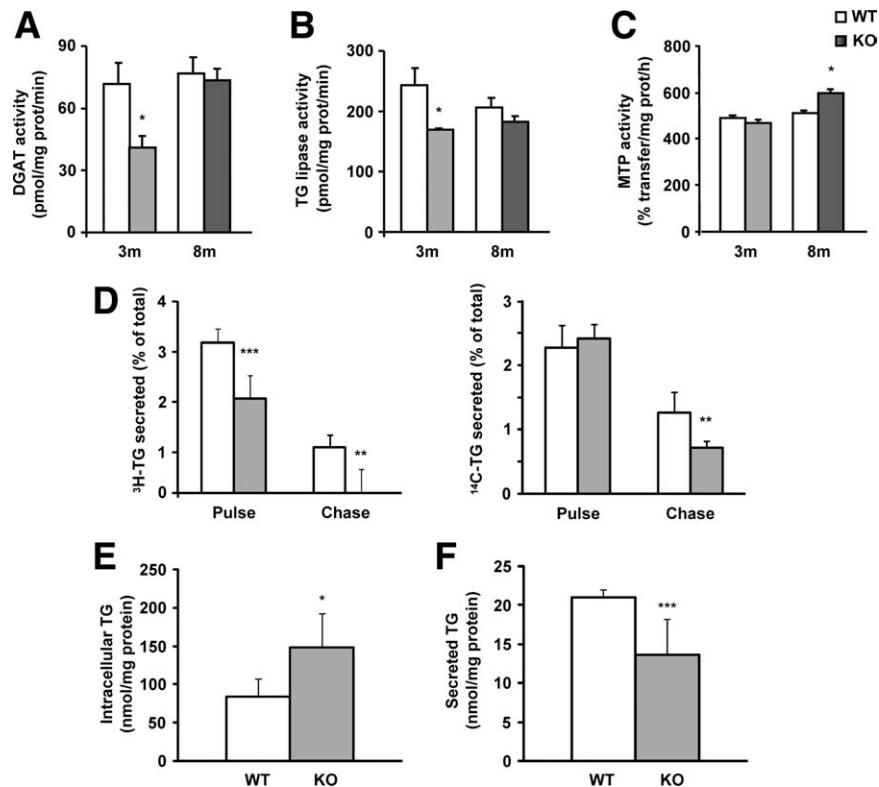 A
DGAT activity
(pmol/mg prot/min)
90
60
30
0
*
3m
8m
B
TG lipase activity
(pmol/mg prot/min)
300
200
100
0
*
3m
8m
C
WT
KO
MTP activity
(% transfer/mg prot/h)
800
600
400
200
0
*
3m
8m
D
³H-TG secreted (% of total)
4
3
2
1
0
***
**
Pulse
Chase
¹⁴C-TG secreted (% of total)
3
2
1
0
**
Pulse
Chase
E
Intracellular TG
(nmol/mg protein)
250
200
150
100
50
0
*
WT
KO
F
Secreted TG
(nmol/mg protein)
25
20
15
10
5
0
***
WT
KO